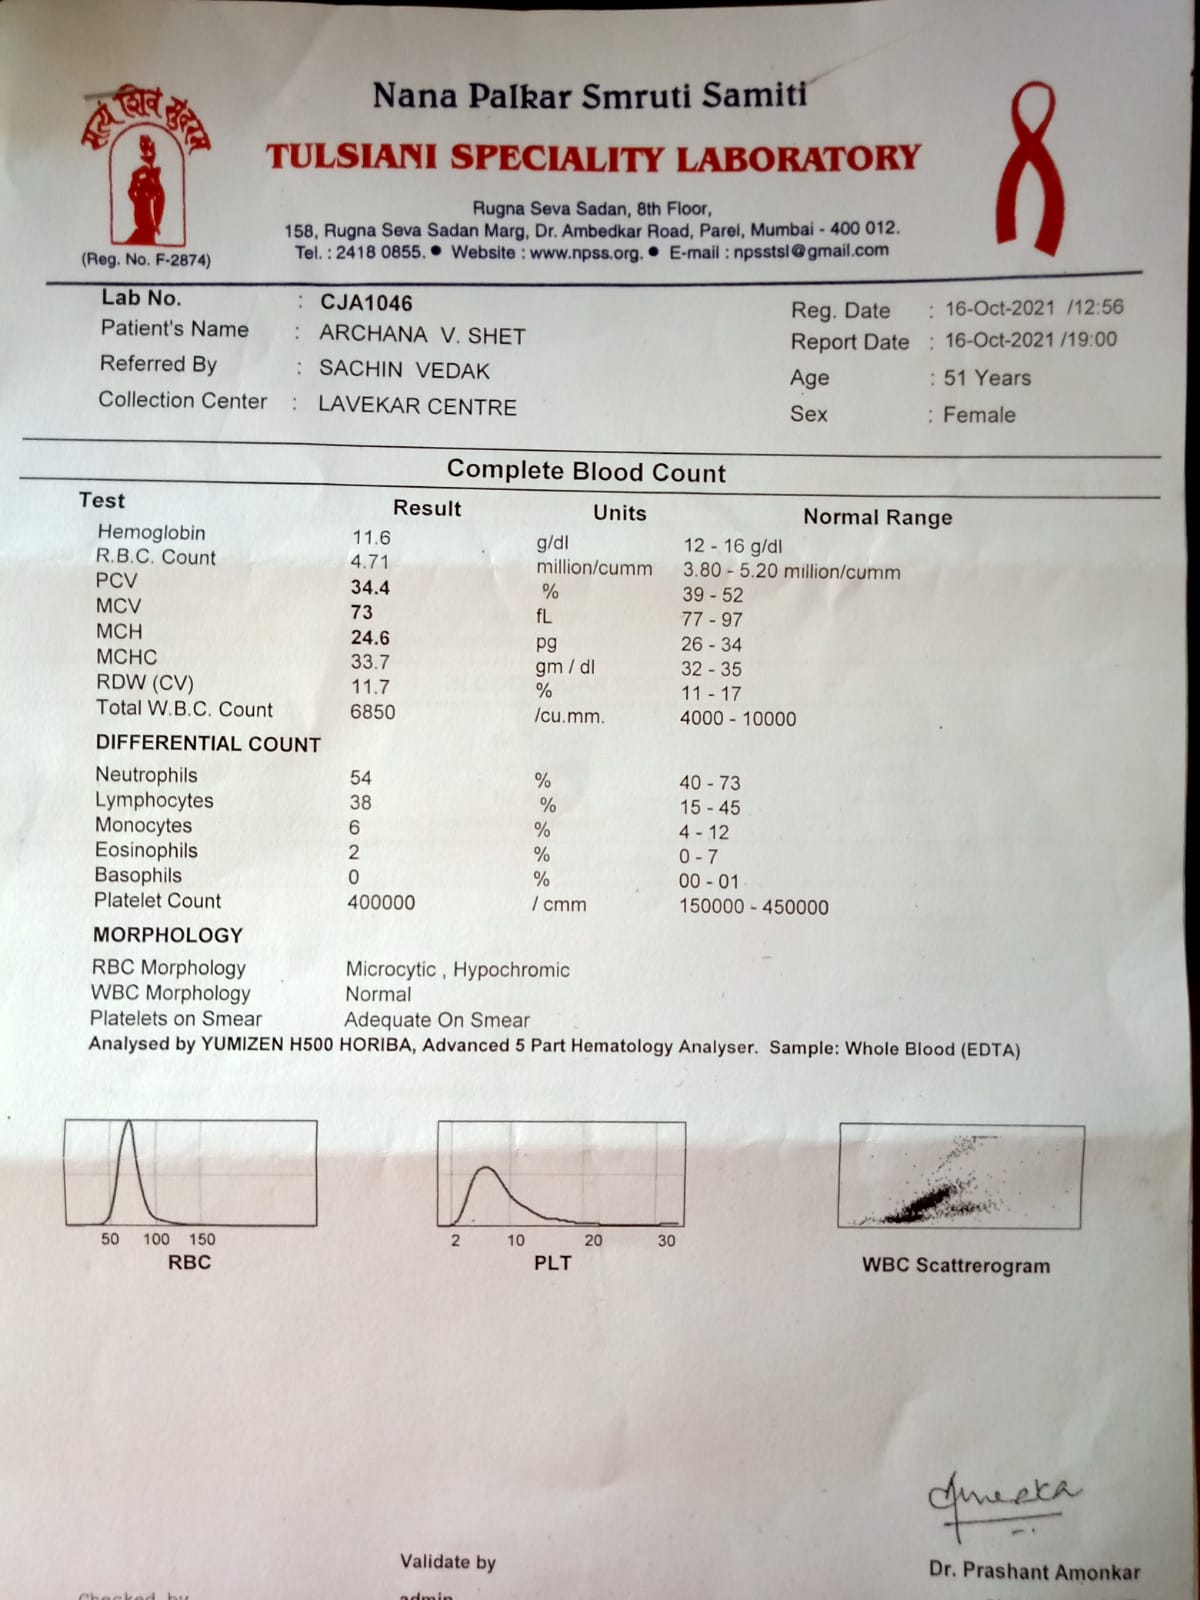 सत्यं शिवं सुंदरम
(Reg. No. F-2874)
Nana Palkar Smruti Samiti
TULSIANI SPECIALITY LABORATORY
Rugna Seva Sadan, 8th Floor,
158, Rugna Seva Sadan Marg, Dr. Ambedkar Road, Parel, Mumbai - 400 012.
Tel. : 2418 0855. ● Website : www.npss.org. ● E-mail : npsstsl@gmail.com
Lab No. : CJA1046
Patient's Name : ARCHANA V. SHET
Referred By : SACHIN VEDAK
Collection Center : LAVEKAR CENTRE
Reg. Date : 16-Oct-2021 /12:56
Report Date : 16-Oct-2021 /19:00
Age : 51 Years
Sex : Female
Complete Blood Count
Test Result Units Normal Range
Hemoglobin 11.6 g/dl 12 - 16 g/dl
R.B.C. Count 4.71 million/cumm 3.80 - 5.20 million/cumm
PCV 34.4 % 39 - 52
MCV 73 fL 77 - 97
MCH 24.6 pg 26 - 34
MCHC 33.7 gm / dl 32 - 35
RDW (CV) 11.7 % 11 - 17
Total W.B.C. Count 6850 /cu.mm. 4000 - 10000
DIFFERENTIAL COUNT
Neutrophils 54 % 40 - 73
Lymphocytes 38 % 15 - 45
Monocytes 6 % 4 - 12
Eosinophils 2 % 0 - 7
Basophils 0 % 00 - 01
Platelet Count 400000 / cmm 150000 - 450000
MORPHOLOGY
RBC Morphology Microcytic , Hypochromic
WBC Morphology Normal
Platelets on Smear Adequate On Smear
Analysed by YUMIZEN H500 HORIBA, Advanced 5 Part Hematology Analyser. Sample: Whole Blood (EDTA)
50 100 150
RBC
2 10 20 30
PLT
WBC Scattrerogram
Validate by
admin
Dr. Prashant Amonkar
Checked by